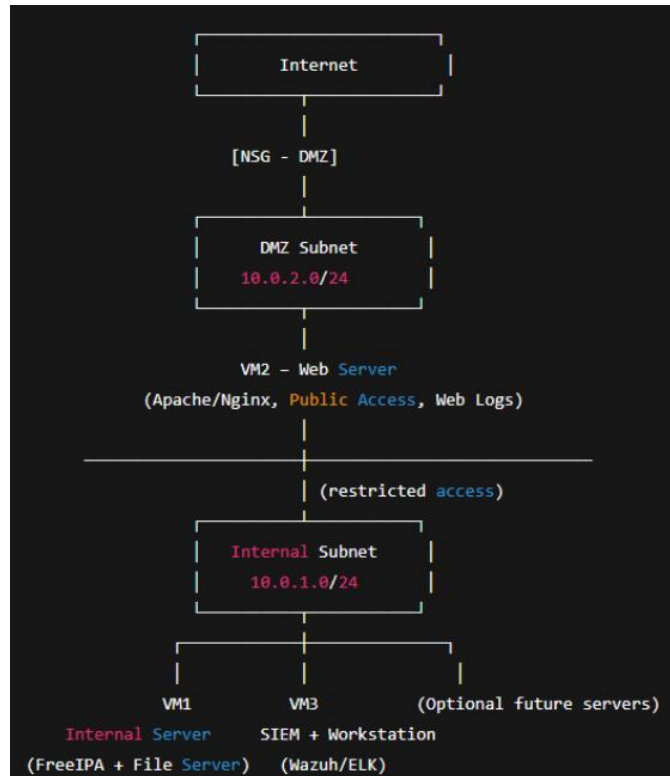 Internet
[NSG - DMZ]
DMZ Subnet
10.0.2.0/24
VM2 – Web Server
(Apache/Nginx, Public Access, Web Logs)
(restricted access)
Internal Subnet
10.0.1.0/24
VM1 VM3 (Optional future servers)
Internal Server SIEM + Workstation
(FreeIPA + File Server) (Wazuh/ELK)